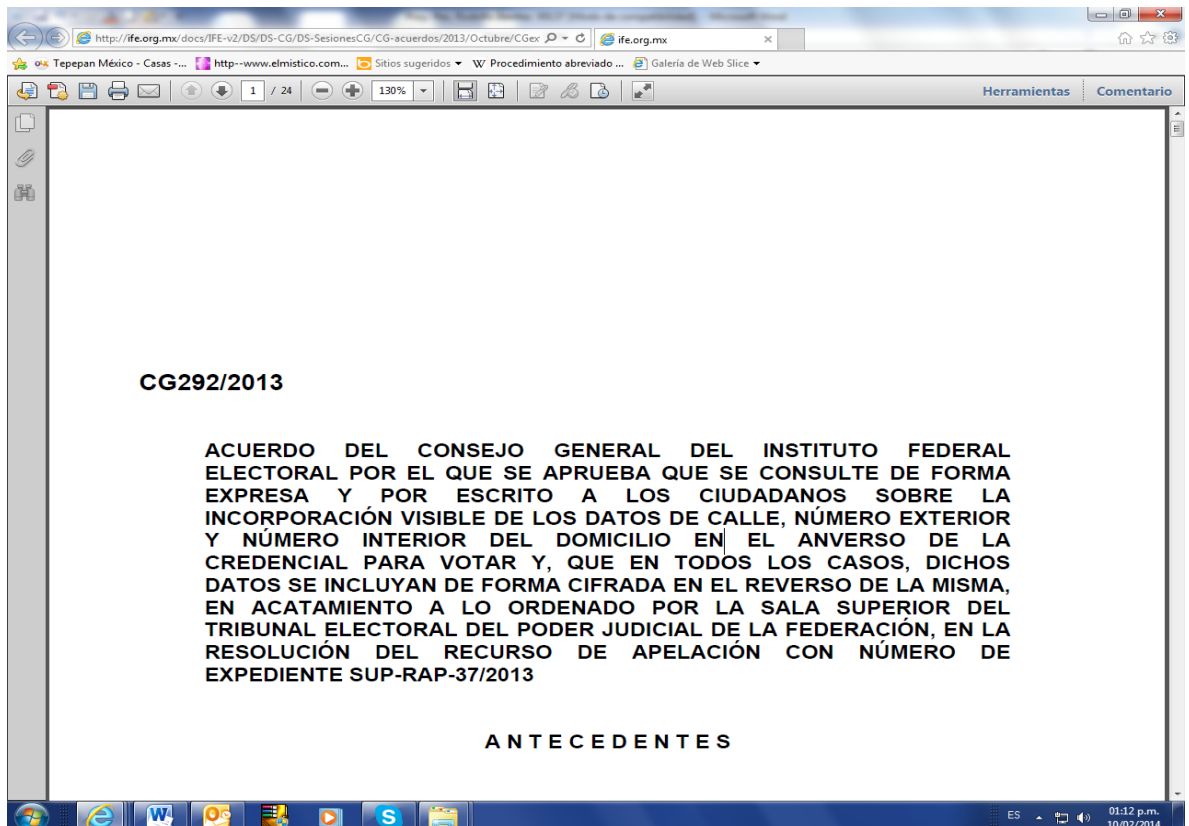 http://ife.org.mx/docs/IFE-v2/DS/DS-CG/DS-SesionesCG/CG-acuerdos/2013/Octubre/CGex
ife.org.mx
Tepepan México - Casas -... http--www.elmistico.com... Sitios sugeridos W Procedimiento abreviado ... Galería de Web Slice
1 / 24 130% Herramientas Comentario
CG292/2013
ACUERDO DEL CONSEJO GENERAL DEL INSTITUTO FEDERAL
ELECTORAL POR EL QUE SE APRUEBA QUE SE CONSULTE DE FORMA
EXPRESA Y POR ESCRITO A LOS CIUDADANOS SOBRE LA
INCORPORACIÓN VISIBLE DE LOS DATOS DE CALLE, NÚMERO EXTERIOR
Y NÚMERO INTERIOR DEL DOMICILIO EN EL ANVERSO DE LA
CREDENCIAL PARA VOTAR Y, QUE EN TODOS LOS CASOS, DICHOS
DATOS SE INCLUYAN DE FORMA CIFRADA EN EL REVERSO DE LA MISMA,
EN ACATAMIENTO A LO ORDENADO POR LA SALA SUPERIOR DEL
TRIBUNAL ELECTORAL DEL PODER JUDICIAL DE LA FEDERACIÓN, EN LA
RESOLUCIÓN DEL RECURSO DE APELACIÓN CON NÚMERO DE
EXPEDIENTE SUP-RAP-37/2013
A N T E C E D E N T E S
ES 01:12 p.m.
10/02/2014